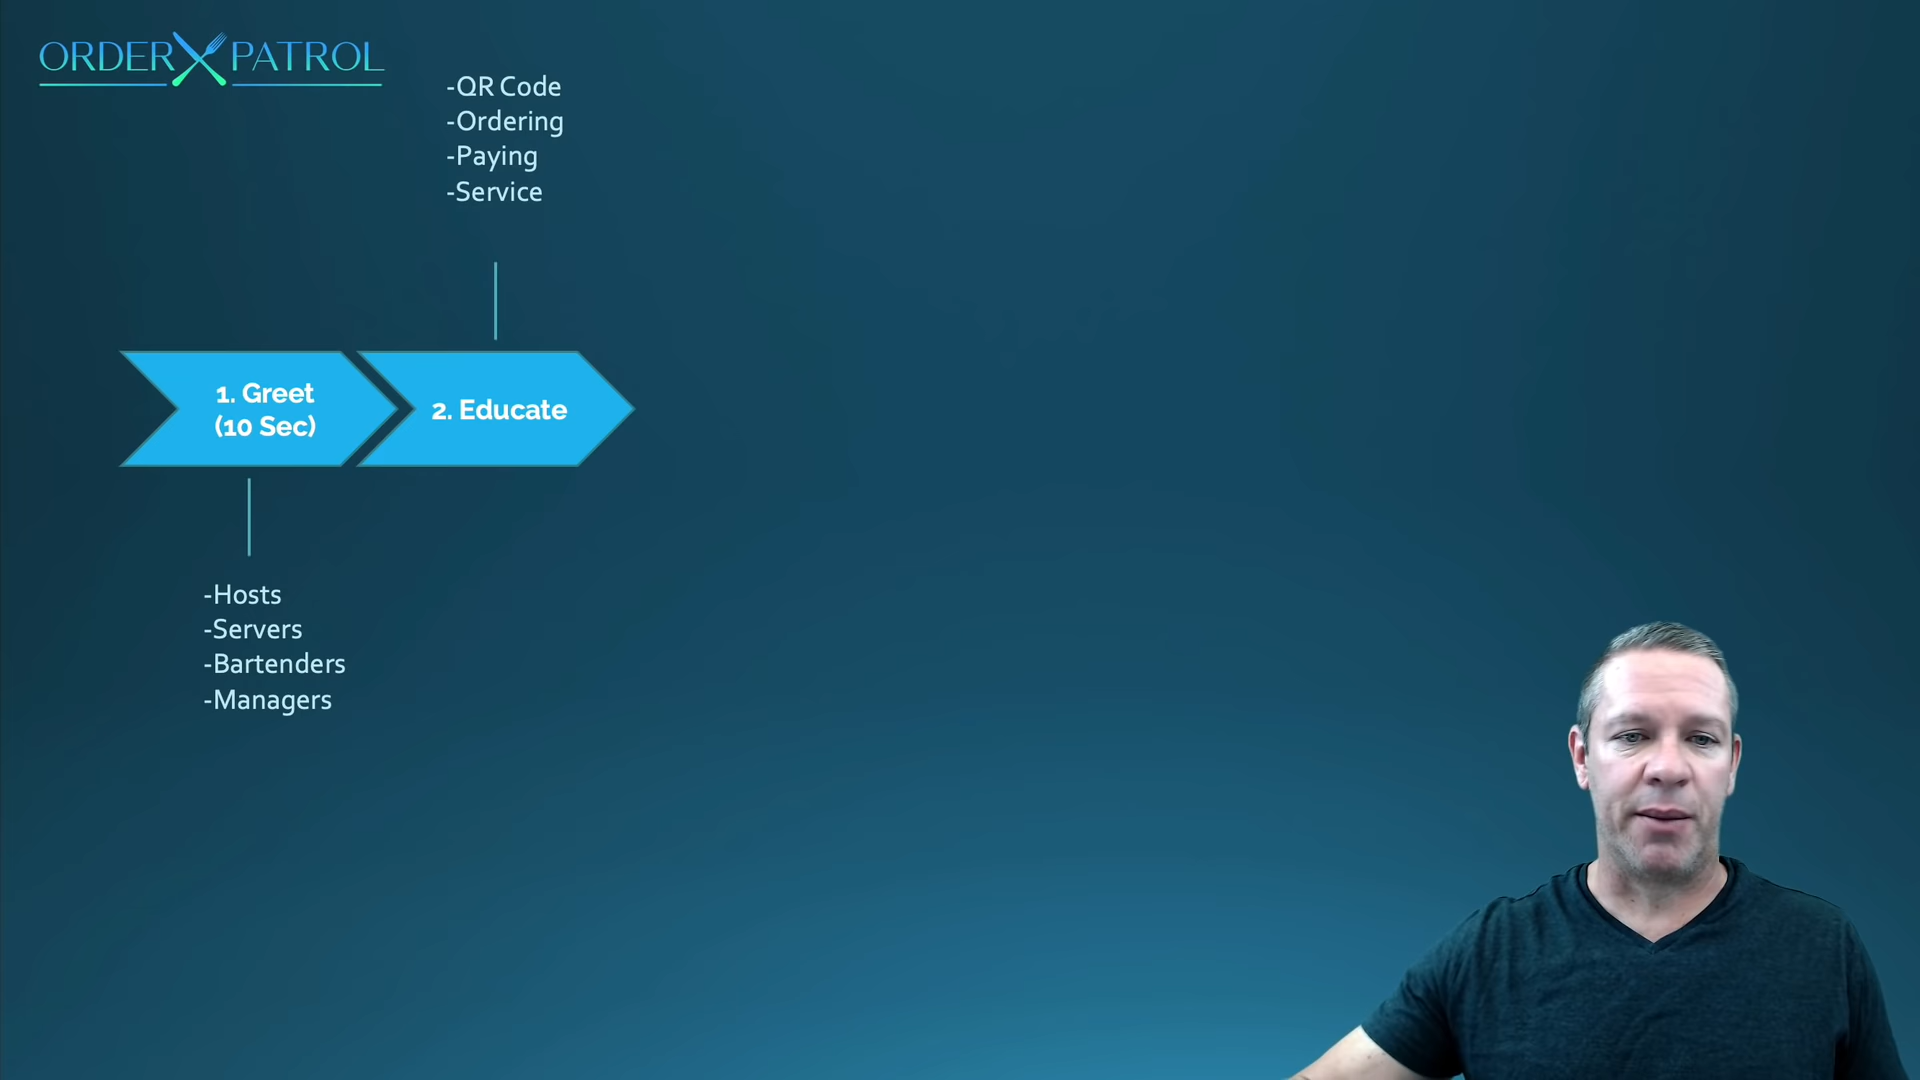 ORDER PATROL
-QR Code
-Ordering
-Paying
-Service
1. Greet
(10 Sec)
2. Educate
-Hosts
-Servers
-Bartenders
-Managers